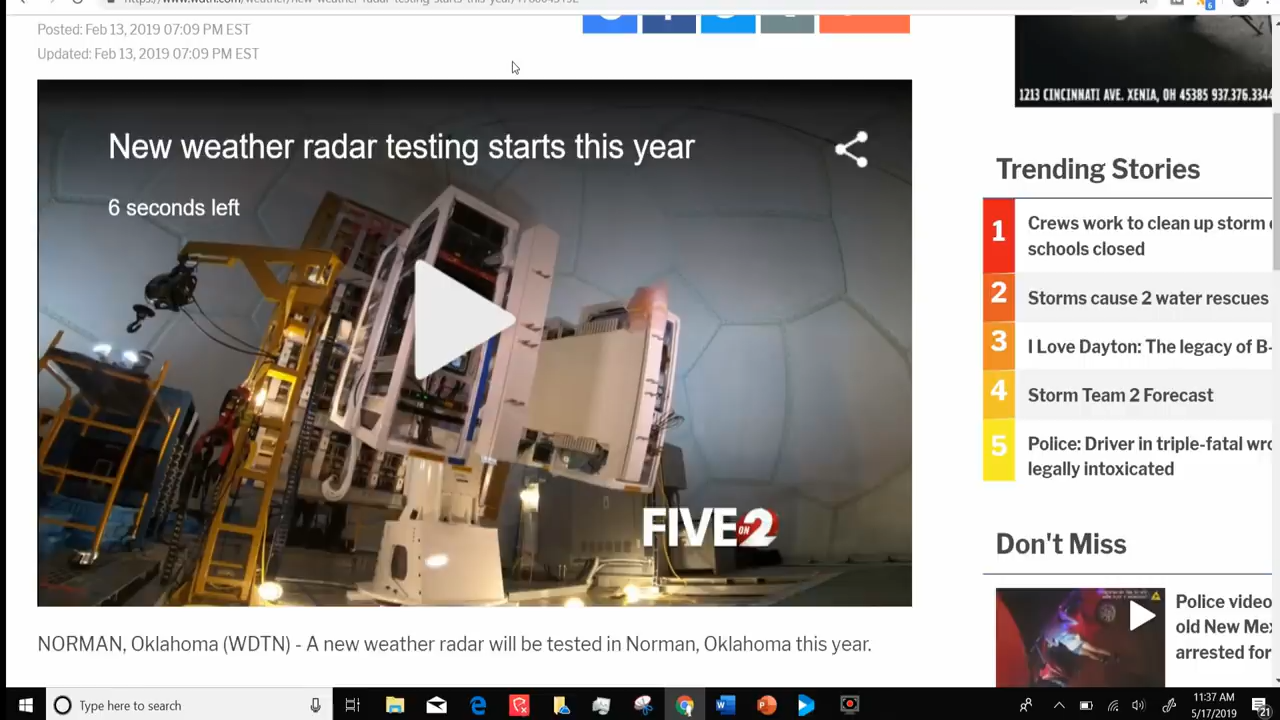 Posted: Feb 13, 2019 07:09 PM EST
Updated: Feb 13, 2019 07:09 PM EST
New weather radar testing starts this year
6 seconds left
FIVE ON 2
NORMAN, Oklahoma (WDTN) - A new weather radar will be tested in Norman, Oklahoma this year.
1213 CINCINNATI AVE. XENIA, OH 45385 937.376.3344
Trending Stories
1
Crews work to clean up storm
schools closed
2
Storms cause 2 water rescues
3
I Love Dayton: The legacy of B-
4
Storm Team 2 Forecast
5
Police: Driver in triple-fatal
legally intoxicated
Don't Miss
Police video
old New
arrested for
Type here to search
11:37 AM
5/17/2019
21